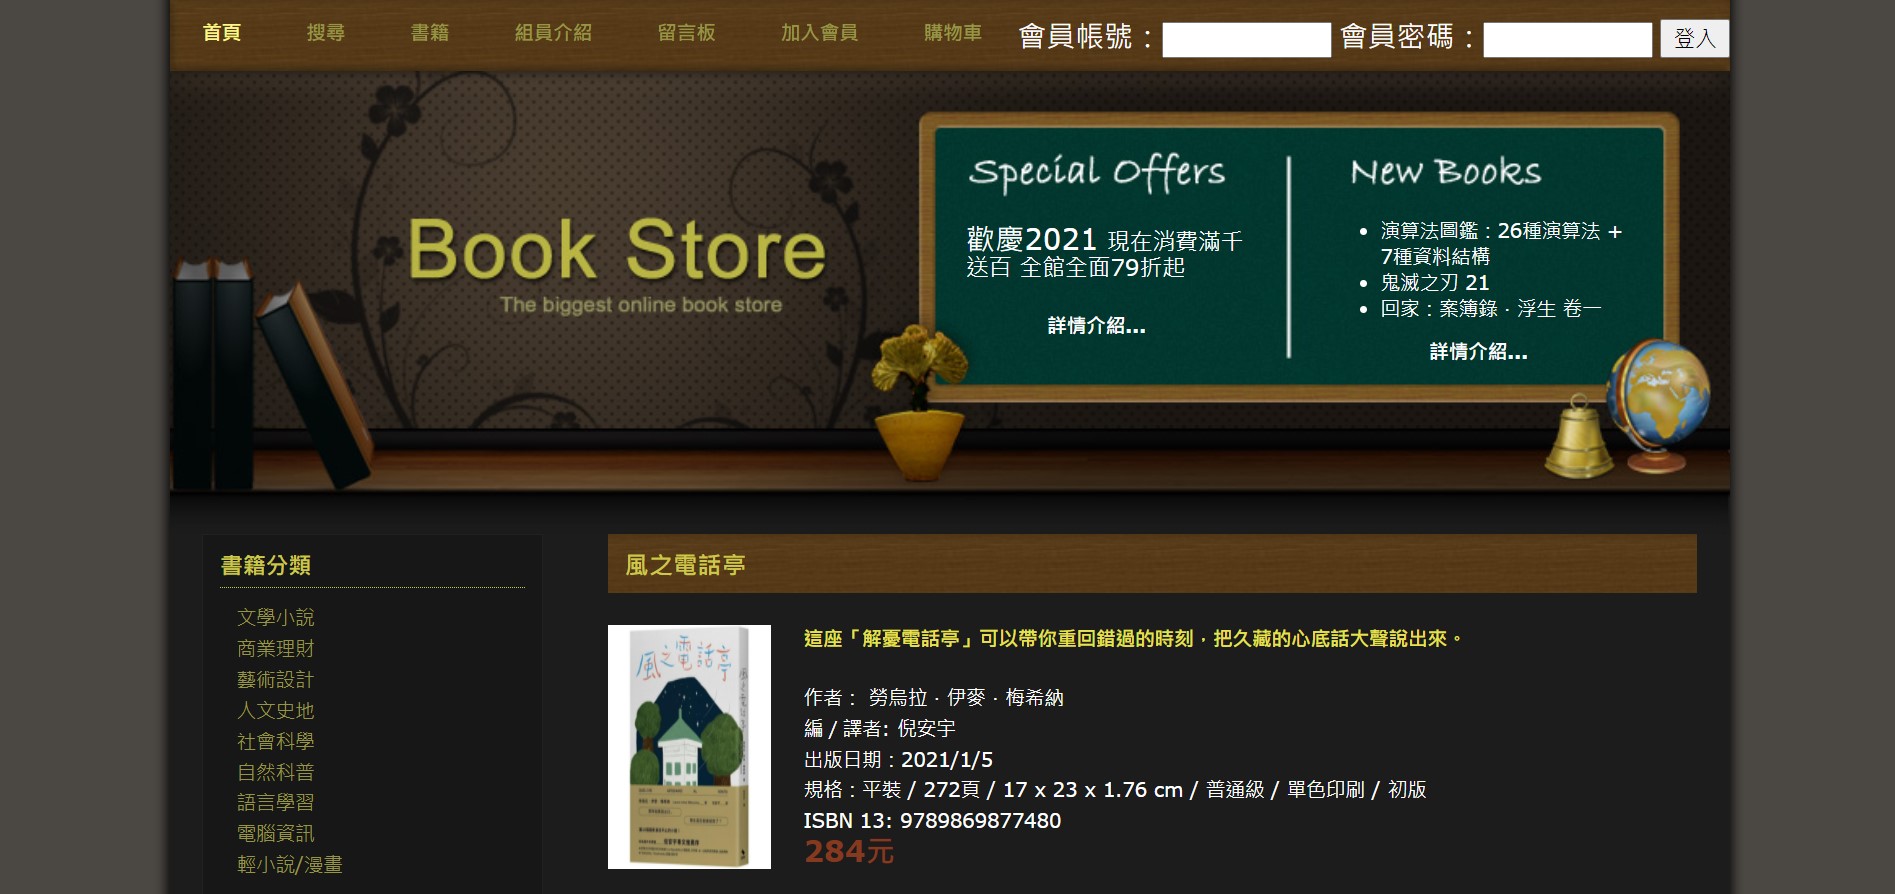 首頁 搜尋 書籍 組員介紹 留言板 加入會員 購物車 會員帳號： 會員密碼： 登入
Book Store
The biggest online book store
Special Offers
歡慶2021 現在消費滿千
送百 全館全面79折起
詳情介紹...
New Books
演算法圖鑑：26種演算法 +
7種資料結構
鬼滅之刃 21
回家：案簿錄．浮生 卷一
詳情介紹...
書籍分類
文學小說
商業理財
藝術設計
人文史地
社會科學
自然科普
語言學習
電腦資訊
輕小說/漫畫
風之電話亭
風之電話亭
這座「解憂電話亭」可以帶你重回錯過的時刻，把久藏的心底話大聲說出來。
作者： 勞烏拉．伊麥．梅希納
編 / 譯者: 倪安宇
出版日期：2021/1/5
規格：平裝 / 272頁 / 17 x 23 x 1.76 cm / 普通級 / 單色印刷 / 初版
ISBN 13: 9789869877480
284元